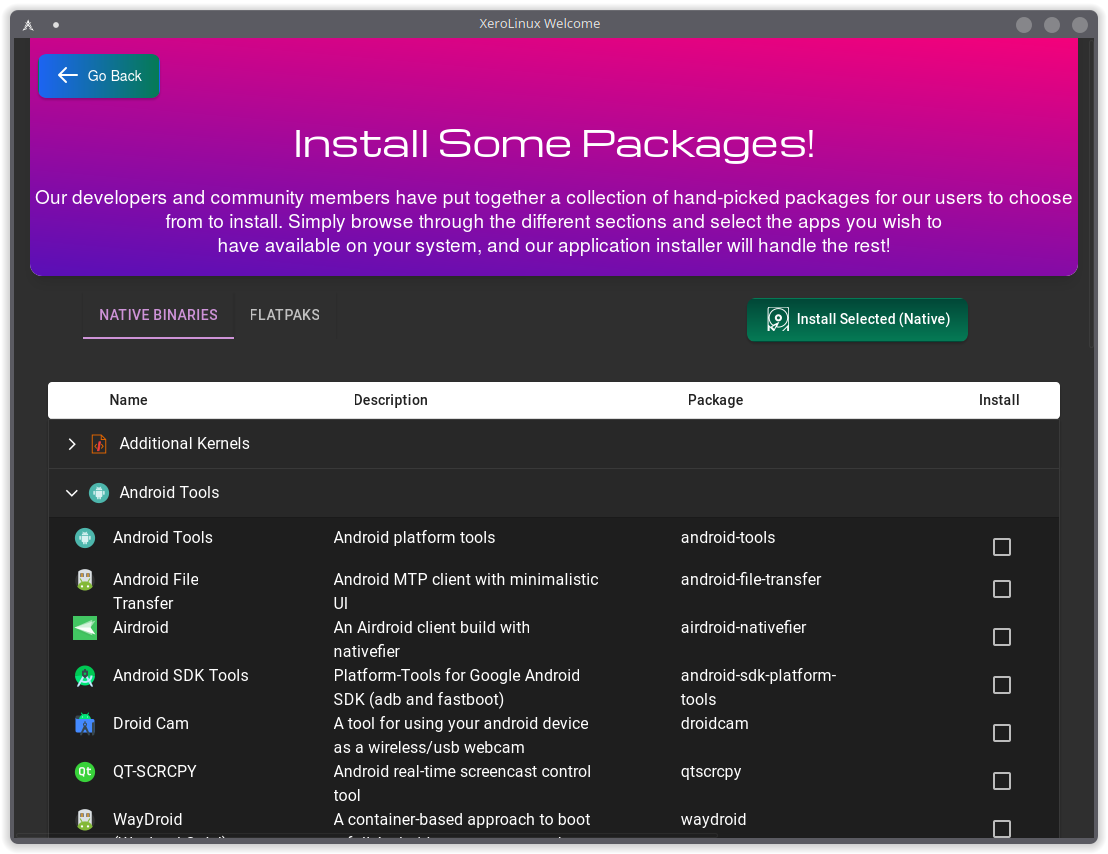 XeroLinux Welcome
Go Back
Install Some Packages!
Our developers and community members have put together a collection of hand-picked packages for our users to choose
from to install. Simply browse through the different sections and select the apps you wish to
have available on your system, and our application installer will handle the rest!
NATIVE BINARIES FLATPAKS
Install Selected (Native)
Name Description Package Install
Additional Kernels
Android Tools
Android Tools Android platform tools android-tools
Android File Android MTP client with minimalistic android-file-transfer
Transfer UI
Airdroid An Airdroid client build with airdroid-nativefier
nativefier
Android SDK Tools Platform-Tools for Google Android android-sdk-platform-
SDK (adb and fastboot) tools
Droid Cam A tool for using your android device droidcam
as a wireless/usb webcam
Qt QT-SCRCPY Android real-time screencast control qtscrcpy
tool
WayDroid A container-based approach to boot waydroid